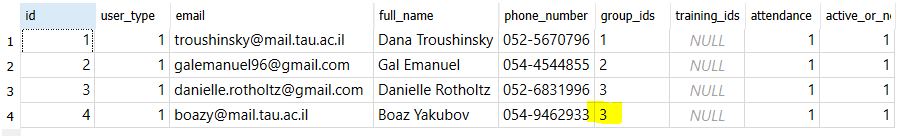 id user_type email full_name phone_number group_ids training_ids attendance active_or_n
1 1 1 troushinsky@mail.tau.ac.il Dana Troushinsky 052-5670796 1 NULL 1 1
2 2 1 galemanuel96@gmail.com Gal Emanuel 054-4544855 2 NULL 1 1
3 3 1 danielle.rotholtz@gmail.com Danielle Rotholtz 052-6831996 3 NULL 1 1
4 4 1 boazy@mail.tau.ac.il Boaz Yakubov 054-9462933 3 NULL 1 1